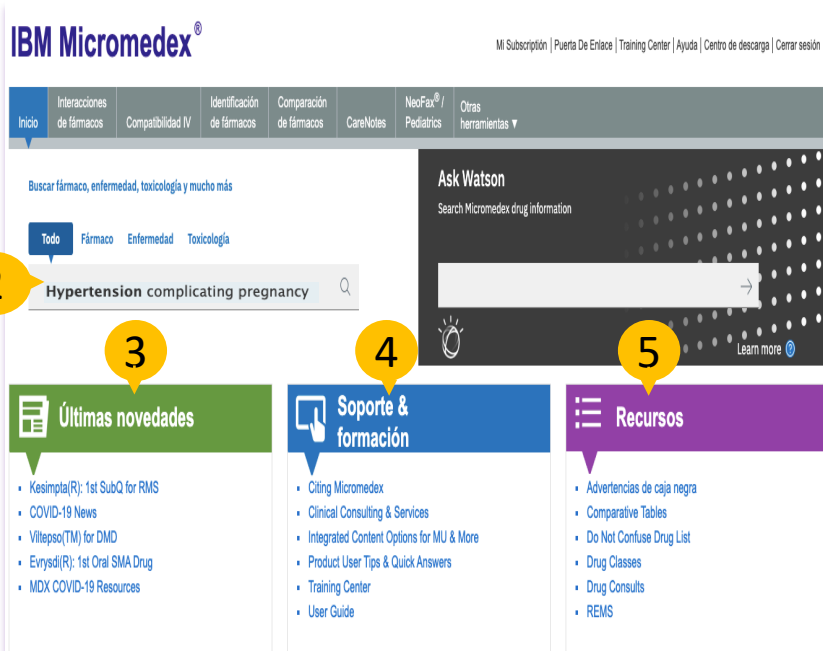 IBM Micromedex®
Mi Subscriptión | Puerta De Enlace | Training Center | Ayuda | Centro de descarga | Cerrar sesión
Inicio
Interacciones
de fármacos
Compatibilidad IV
Identificación
de fármacos
Comparación
de fármacos
CareNotes
NeoFax® /
Pediatrics
Otras
herramientas ▼
Buscar fármaco, enfermedad, toxicología y mucho más
Todo Fármaco Enfermedad Toxicología
2
Hypertension complicating pregnancy
Ask Watson
Search Micromedex drug information
Learn more ?
3
Últimas novedades
Kesimpta(R): 1st SubQ for RMS
COVID-19 News
Viltepso(TM) for DMD
Evrysdi(R): 1st Oral SMA Drug
MDX COVID-19 Resources
4
Soporte &
formación
Citing Micromedex
Clinical Consulting & Services
Integrated Content Options for MU & More
Product User Tips & Quick Answers
Training Center
User Guide
5
Recursos
Advertencias de caja negra
Comparative Tables
Do Not Confuse Drug List
Drug Classes
Drug Consults
REMS